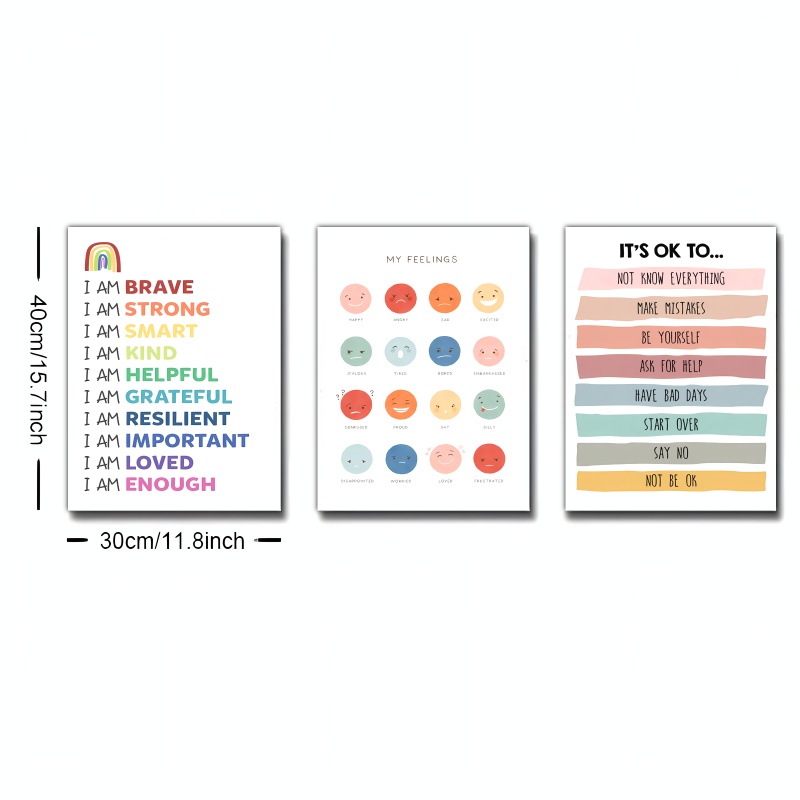 40cm/15.7inch
I AM BRAVE
I AM STRONG
I AM SMART
I AM KIND
I AM HELPFUL
I AM GRATEFUL
I AM RESILIENT
I AM IMPORTANT
I AM LOVED
I AM ENOUGH
30cm/11.8inch
MY FEELINGS
HAPPY ANGRY SAD EXCITED
TIRED BORED EMBARRASSED
CONFUSED PROUD SHY SILLY
DISAPPOINTED WORRIED LOVED FRUSTRATED
IT'S OK TO...
NOT KNOW EVERYTHING
MAKE MISTAKES
BE YOURSELF
ASK FOR HELP
HAVE BAD DAYS
START OVER
SAY NO
NOT BE OK